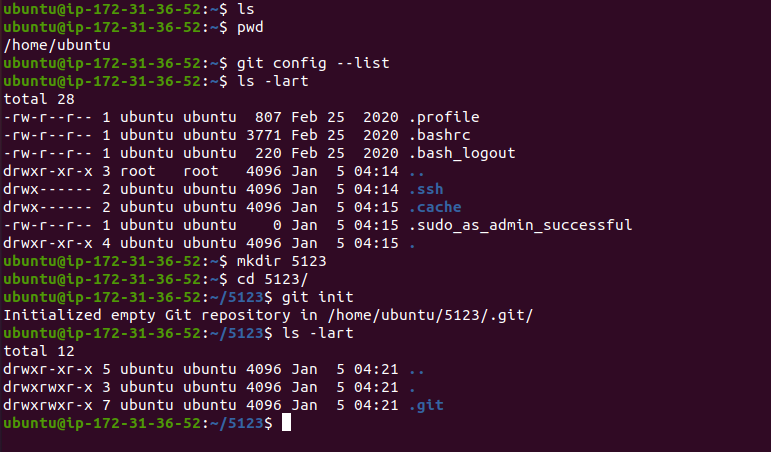 ubuntu@ip-172-31-36-52:~$ ls
ubuntu@ip-172-31-36-52:~$ pwd
/home/ubuntu
ubuntu@ip-172-31-36-52:~$ git config --list
ubuntu@ip-172-31-36-52:~$ ls -lart
total 28
-rw-r--r-- 1 ubuntu ubuntu  807 Feb 25  2020 .profile
-rw-r--r-- 1 ubuntu ubuntu 3771 Feb 25  2020 .bashrc
-rw-r--r-- 1 ubuntu ubuntu  220 Feb 25  2020 .bash_logout
drwxr-xr-x 3 root   root   4096 Jan  5 04:14 ..
drwx------ 2 ubuntu ubuntu 4096 Jan  5 04:14 .ssh
drwx------ 2 ubuntu ubuntu 4096 Jan  5 04:15 .cache
-rw-r--r-- 1 ubuntu ubuntu    0 Jan  5 04:15 .sudo_as_admin_successful
drwxr-xr-x 4 ubuntu ubuntu 4096 Jan  5 04:15 .
ubuntu@ip-172-31-36-52:~$ mkdir 5123
ubuntu@ip-172-31-36-52:~$ cd 5123/
ubuntu@ip-172-31-36-52:~/5123$ git init
Initialized empty Git repository in /home/ubuntu/5123/.git/
ubuntu@ip-172-31-36-52:~/5123$ ls -lart
total 12
drwxr-xr-x 5 ubuntu ubuntu 4096 Jan  5 04:21 ..
drwxrwxr-x 3 ubuntu ubuntu 4096 Jan  5 04:21 .
drwxrwxr-x 7 ubuntu ubuntu 4096 Jan  5 04:21 .git
ubuntu@ip-172-31-36-52:~/5123$